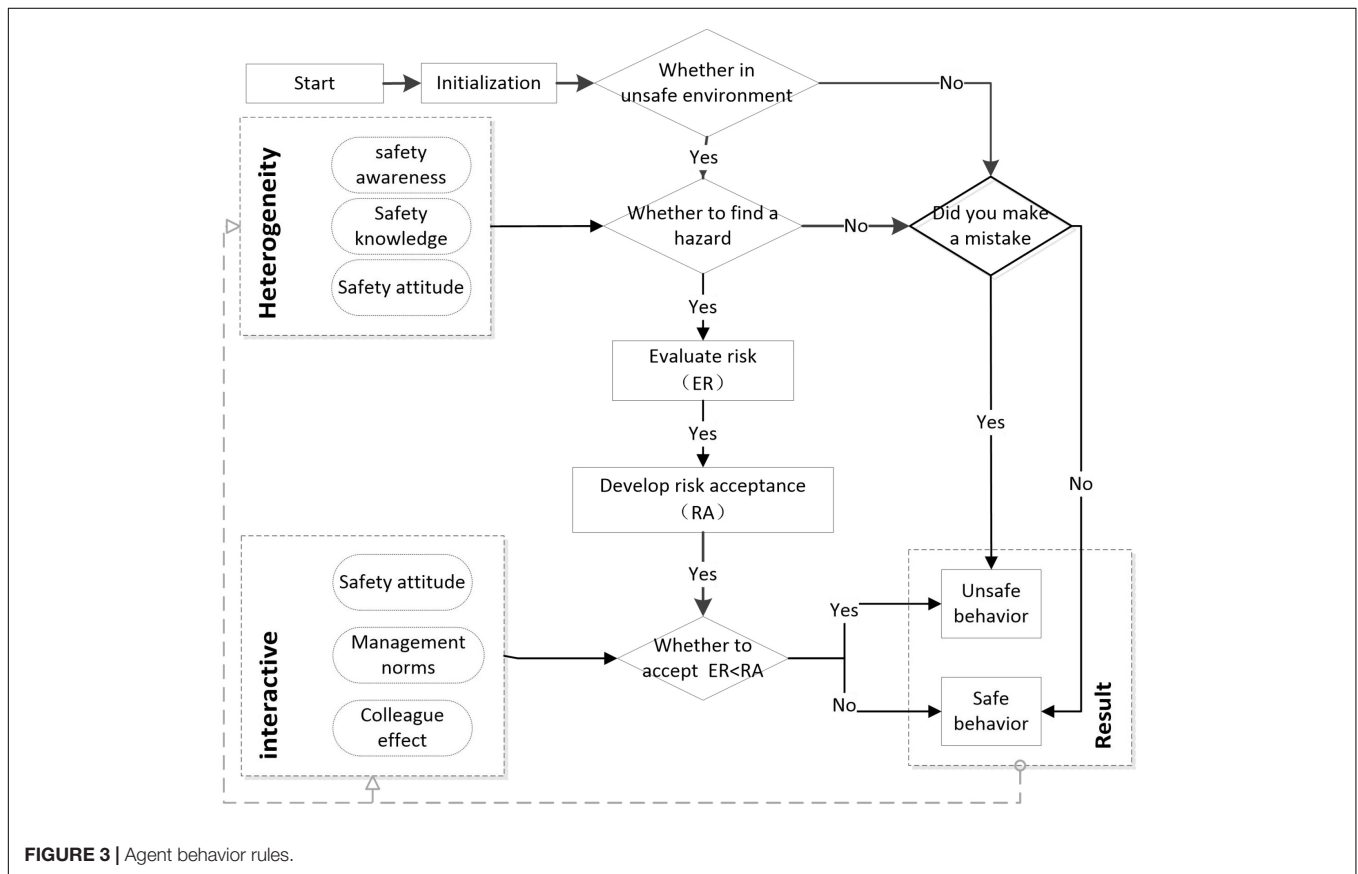 Start
Initialization
Whether in
unsafe environment
No
Yes
Heterogeneity
safety
awareness
Safety
knowledge
Safety attitude
Whether to find a
hazard
No
Did you make
a mistake
Yes
Evaluate risk
（ER）
Yes
Develop risk acceptance
（RA）
Yes
Yes
No
interactive
Safety attitude
Management
norms
Colleague
effect
Whether to
accept ER<RA
Yes
No
Unsafe
behavior
Safe
behavior
Result
FIGURE 3 | Agent behavior rules.